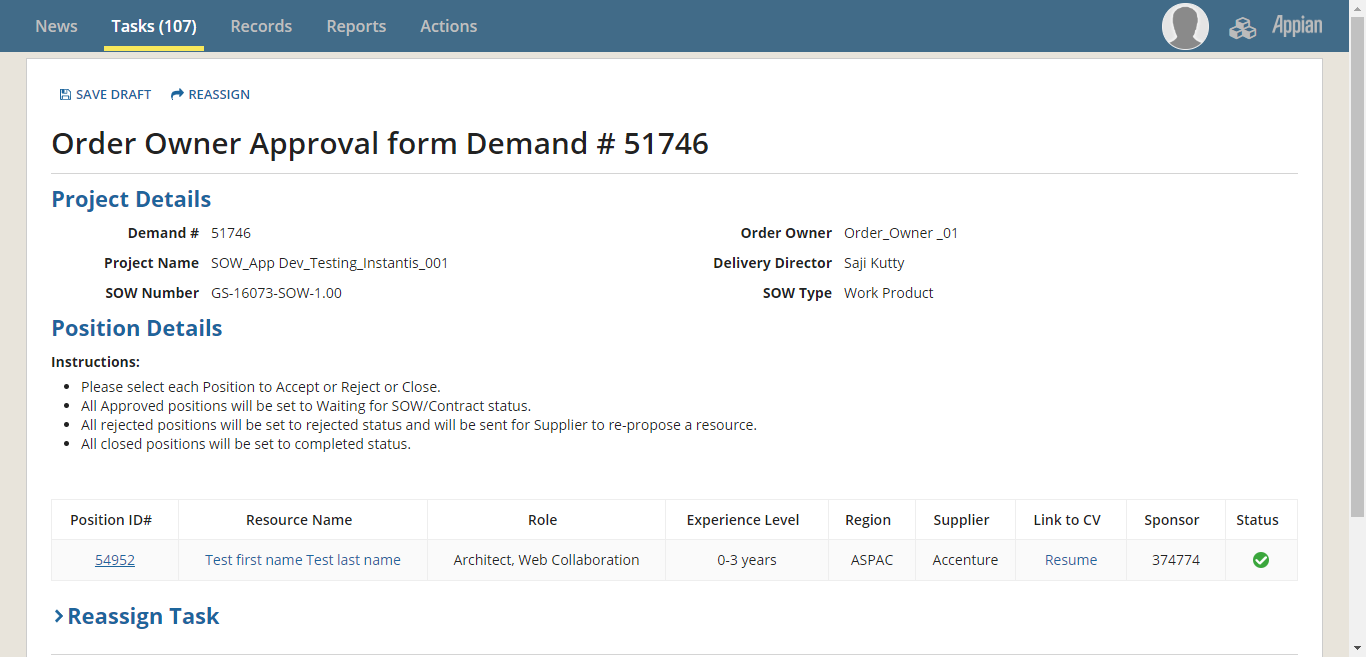 News Tasks (107) Records Reports Actions Appian
SAVE DRAFT REASSIGN
Order Owner Approval form Demand # 51746
Project Details
Demand # 51746 Order Owner Order_Owner _01
Project Name SOW_App Dev_Testing_Instantis_001 Delivery Director Saji Kutty
SOW Number GS-16073-SOW-1.00 SOW Type Work Product
Position Details
Instructions:
Please select each Position to Accept or Reject or Close.
All Approved positions will be set to Waiting for SOW/Contract status.
All rejected positions will be set to rejected status and will be sent for Supplier to re-propose a resource.
All closed positions will be set to completed status.
Position ID# Resource Name Role Experience Level Region Supplier Link to CV Sponsor Status
54952 Test first name Test last name Architect, Web Collaboration 0-3 years ASPAC Accenture Resume 374774
Reassign Task